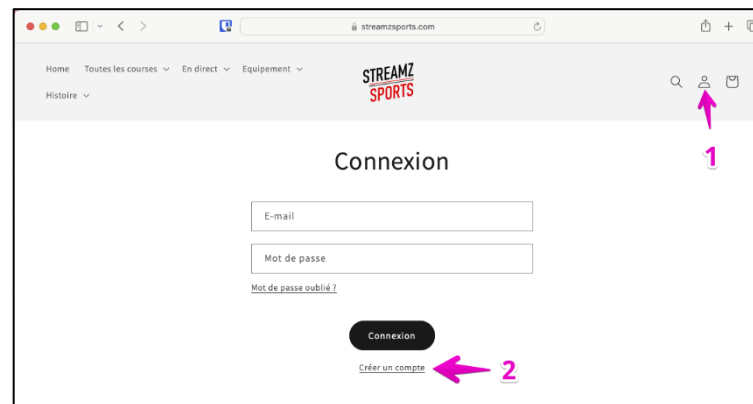 streamzsports.com
Home Toutes les courses En direct Equipement
Histoire
STREAMZ
SPORTS
1
Connexion
E-mail
Mot de passe
Mot de passe oublié ?
Connexion
Créer un compte
2